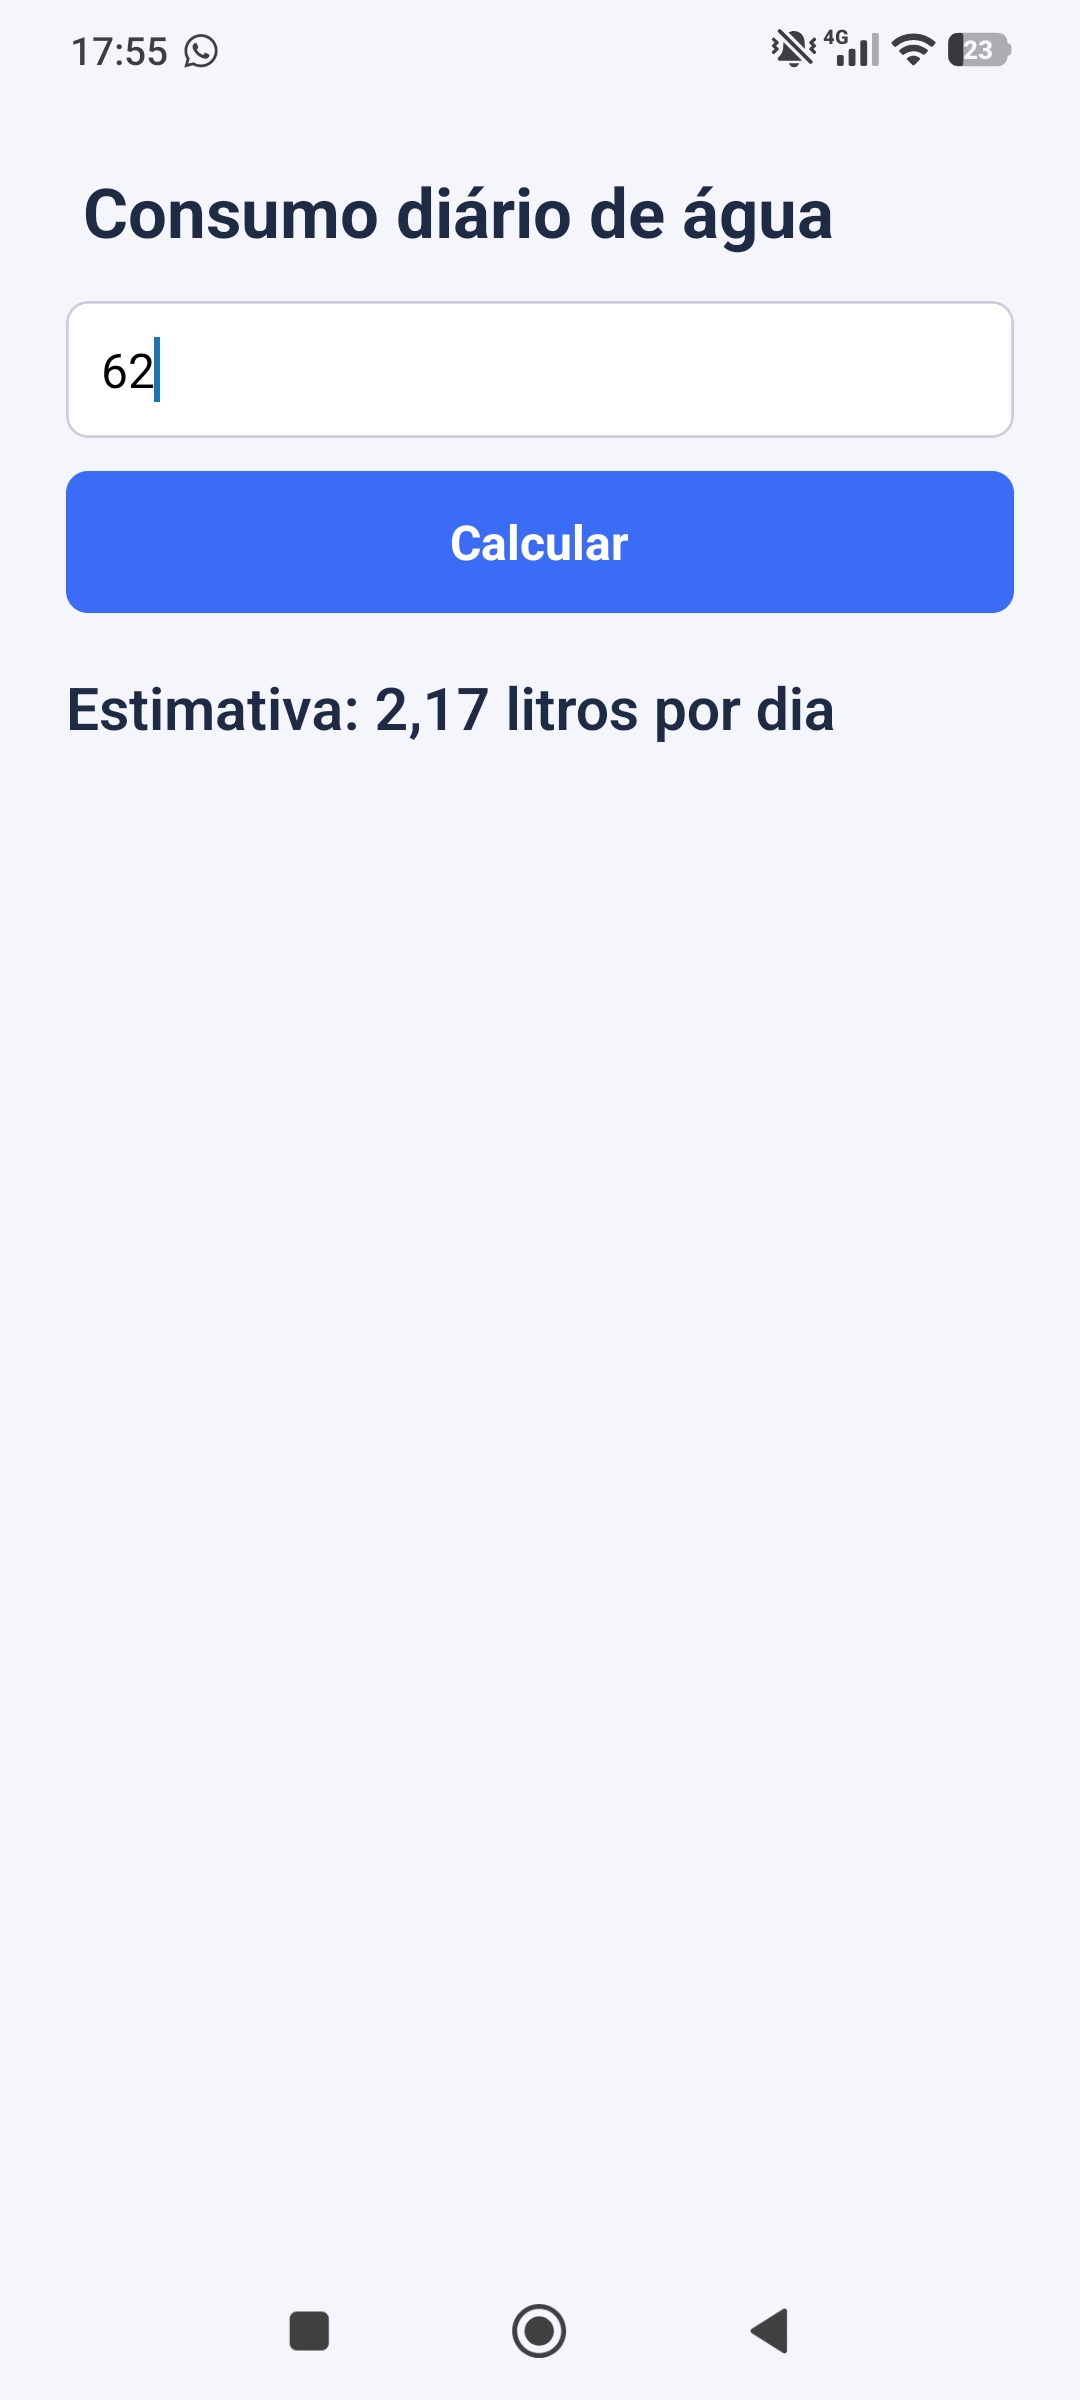 17:55 4G 23
Consumo diário de água
62
Calcular
Estimativa: 2,17 litros por dia